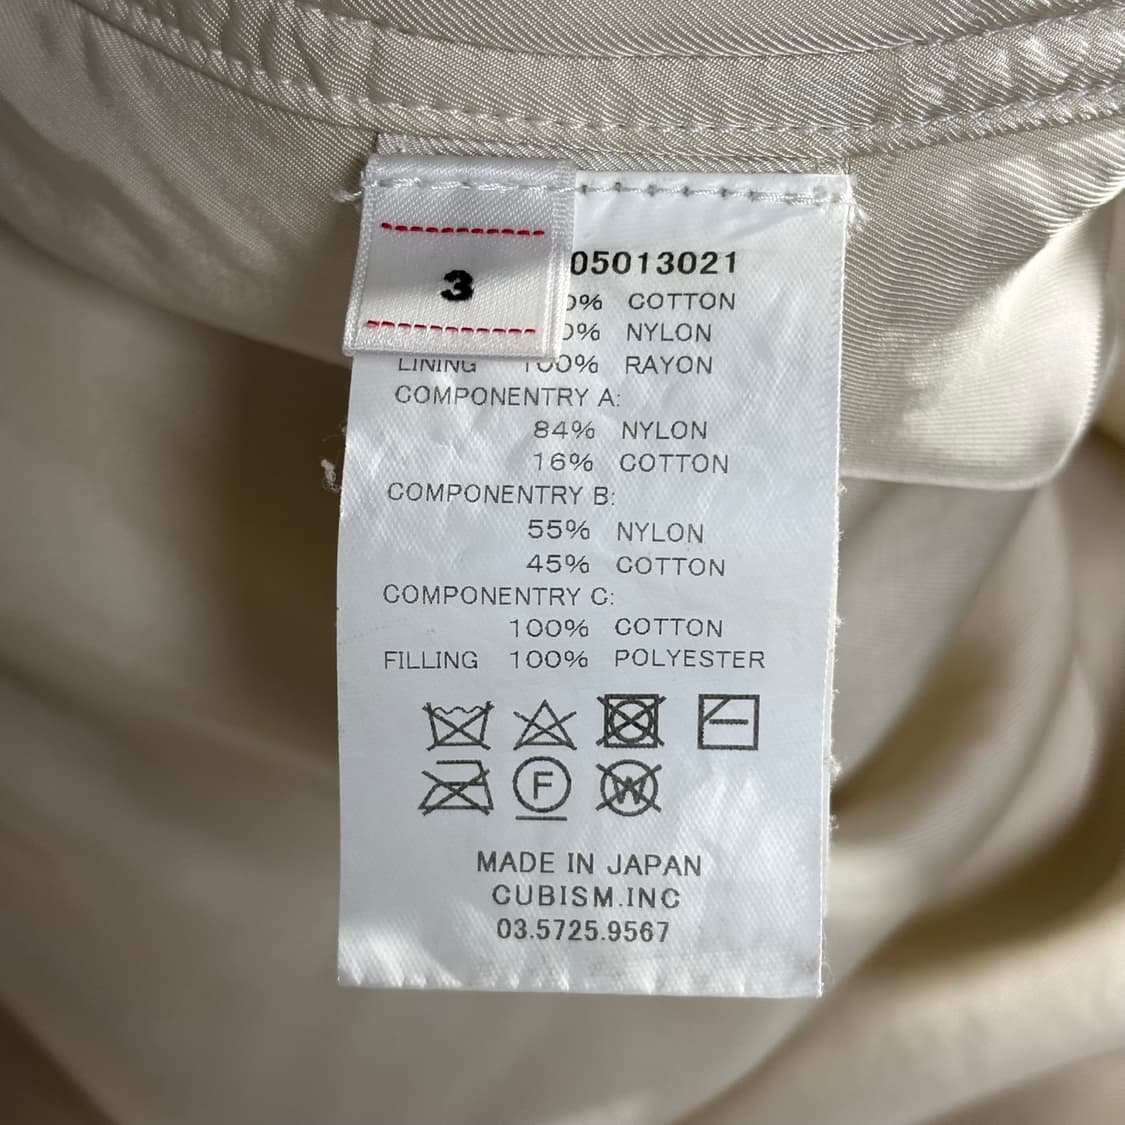 3
05013021
0% COTTON
0% NYLON
LINING 100% RAYON
COMPONENTRY A:
84% NYLON
16% COTTON
COMPONENTRY B:
55% NYLON
45% COTTON
COMPONENTRY C:
100% COTTON
FILLING 100% POLYESTER
F W
MADE IN JAPAN
CUBISM.INC
03.5725.9567